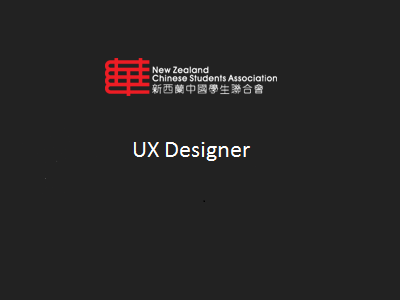 New Zealand
Chinese Students Association
新西蘭中國學生聯合會
UX Designer